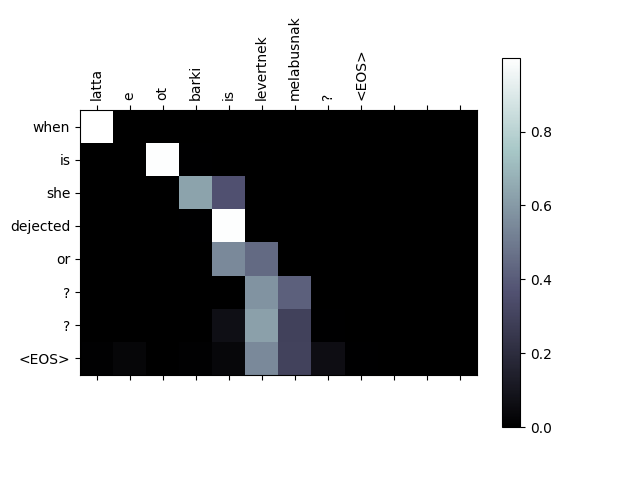 latta e ot barki is levertnek melabusnak ? <EOS>
when
is
she
dejected
or
?
?
<EOS>
0.8
0.6
0.4
0.2
0.0